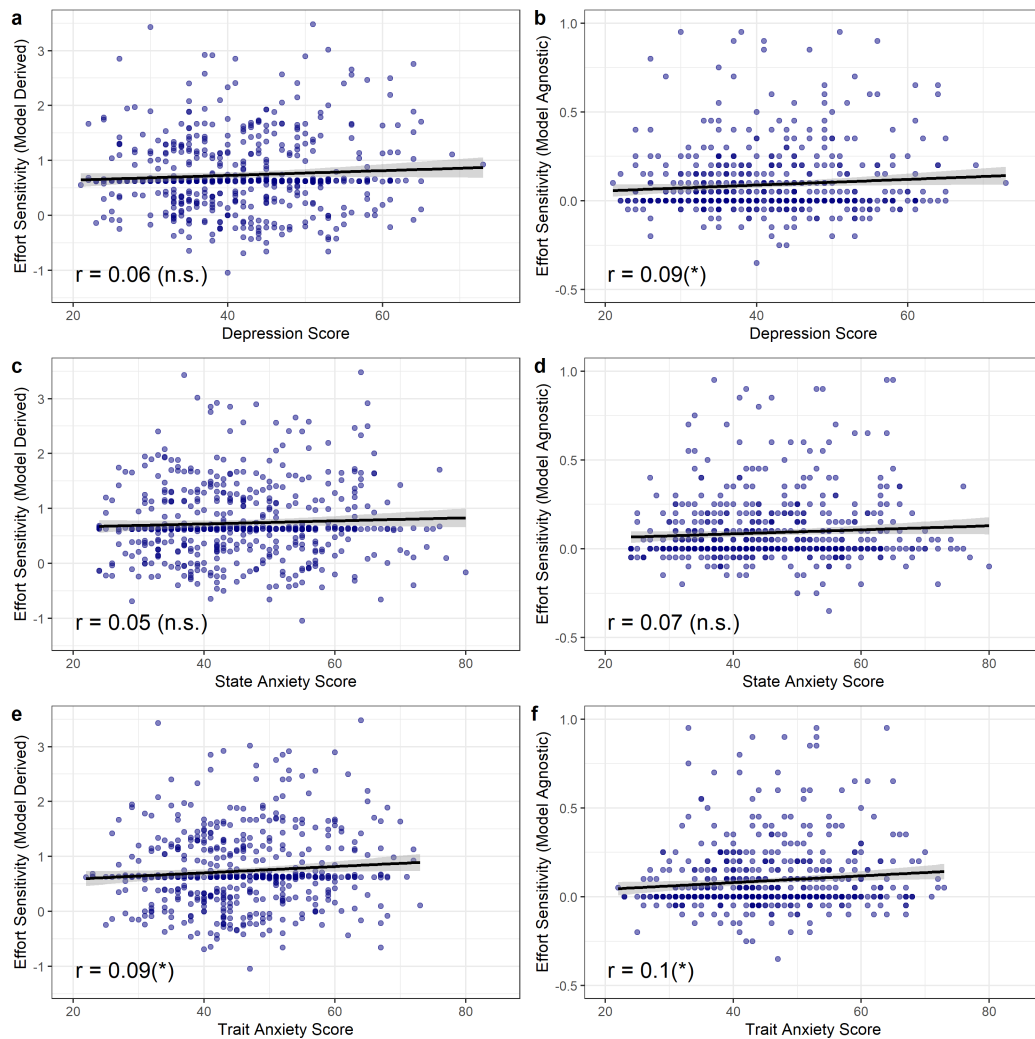 a
Effort Sensitivity (Model Derived)
3
2
1
0
-1
r = 0.06 (n.s.)
20 40 60
Depression Score
b
Effort Sensitivity (Model Agnostic)
1.0
0.5
0.0
-0.5
r = 0.09(*)
20 40 60
Depression Score
c
Effort Sensitivity (Model Derived)
3
2
1
0
-1
r = 0.05 (n.s.)
20 40 60 80
State Anxiety Score
d
Effort Sensitivity (Model Agnostic)
1.0
0.5
0.0
-0.5
r = 0.07 (n.s.)
20 40 60 80
State Anxiety Score
e
Effort Sensitivity (Model Derived)
3
2
1
0
-1
r = 0.09(*)
20 40 60 80
Trait Anxiety Score
f
Effort Sensitivity (Model Agnostic)
1.0
0.5
0.0
-0.5
r = 0.1(*)
20 40 60 80
Trait Anxiety Score